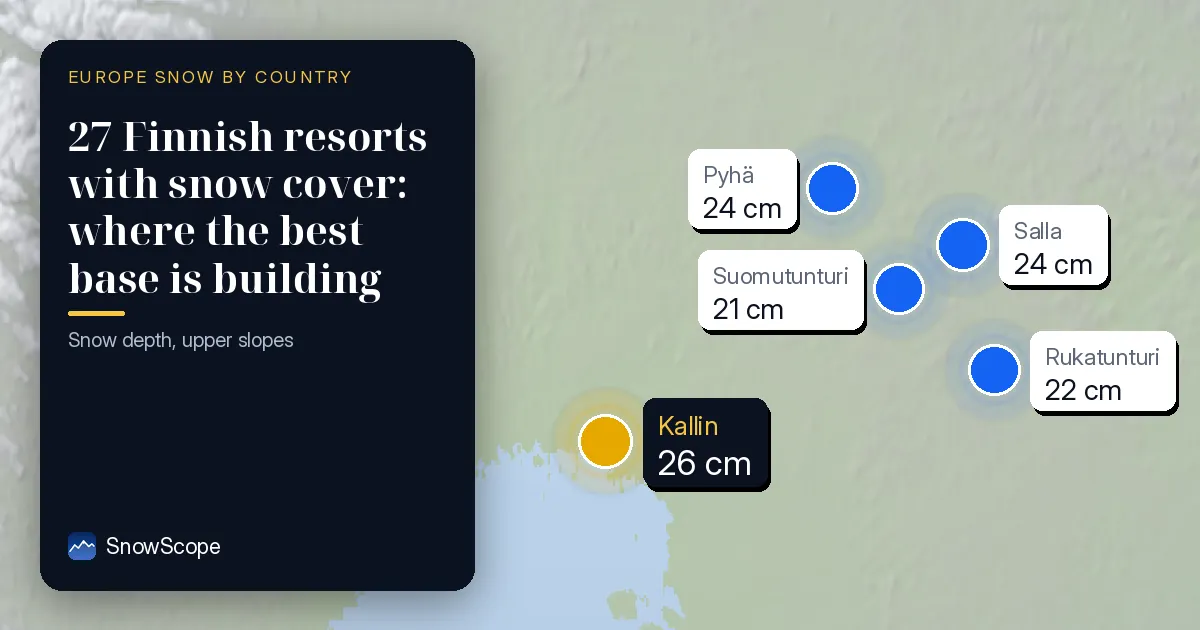 EUROPE SNOW BY COUNTRY
27 Finnish resorts
with snow cover:
where the best
base is building
Snow depth, upper slopes
SnowScope
Pyhä
24 cm
Salla
24 cm
Suomutunturi
21 cm
Rukatunturi
22 cm
Kallin
26 cm